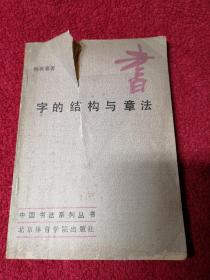 書
字的结构与章法
中国书法系列丛书
北京体育学院出版社